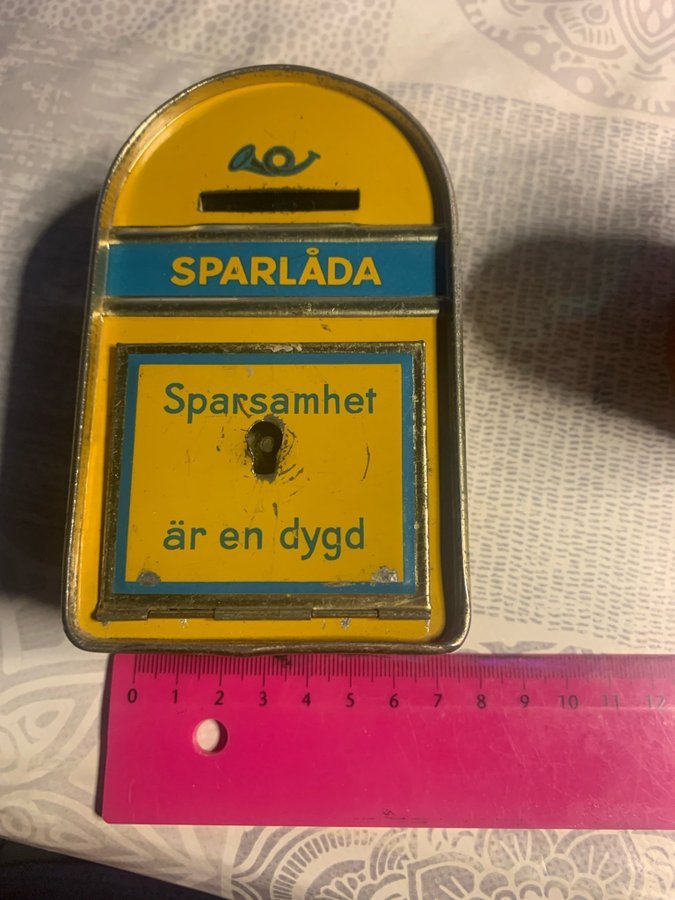 SPARLÅDA
Sparsamhet
är en dygd
0 1 2 3 4 5 6 7 8 9 10 11 12